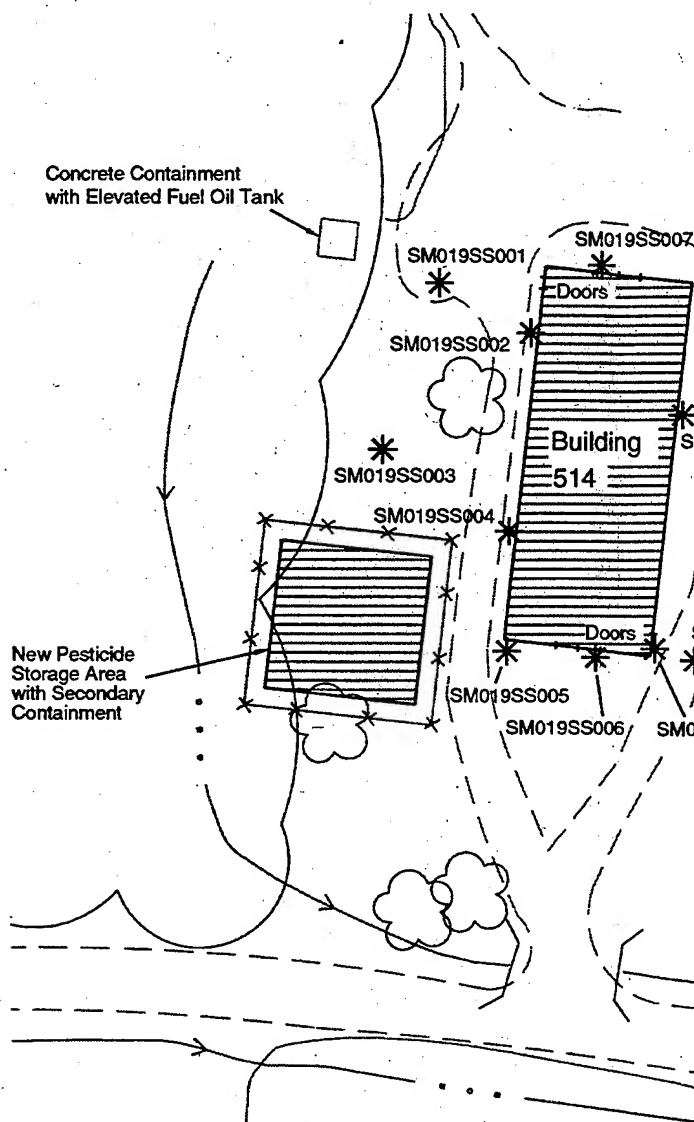 Concrete Containment
with Elevated Fuel Oil Tank
SM019SS007
SM019SS001
Doors
SM019SS002
Building
514
SM019SS003
SM019SS004
New Pesticide
Storage Area
with Secondary
Containment
Doors
SM019SS005
SM019SS006